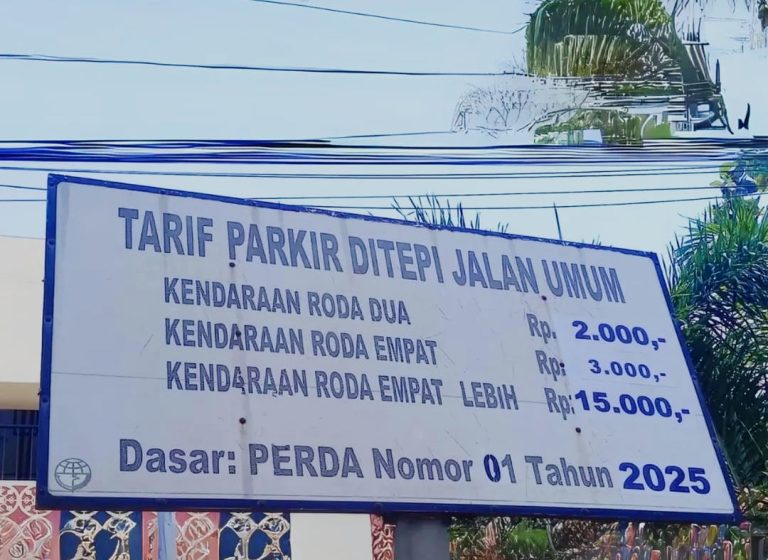 TARIF PARKIR DITEPI JALAN UMUM
KENDARAAN RODA DUA Rp. 2.000,-
KENDARAAN RODA EMPAT Rp. 3.000,-
KENDARAAN RODA EMPAT LEBIH Rp. 15.000,-
Dasar: PERDA Nomor 01 Tahun 2025